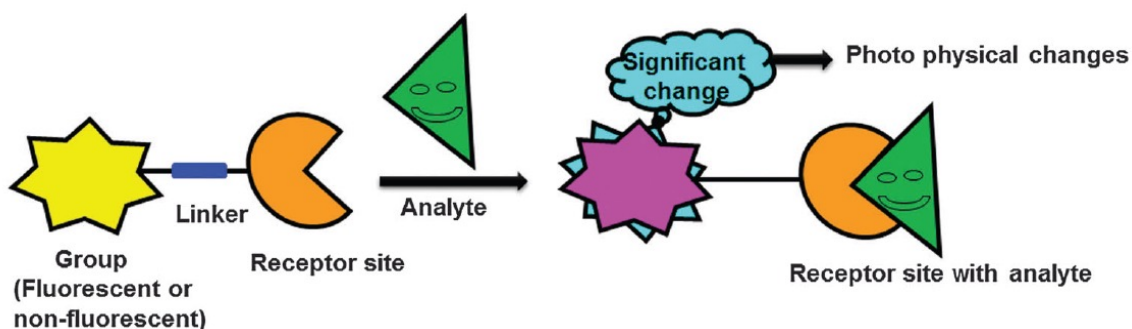 Significant
change
Photo physical changes
Linker
Analyte
Group
(Fluorescent or
non-fluorescent)
Receptor site
Receptor site with analyte